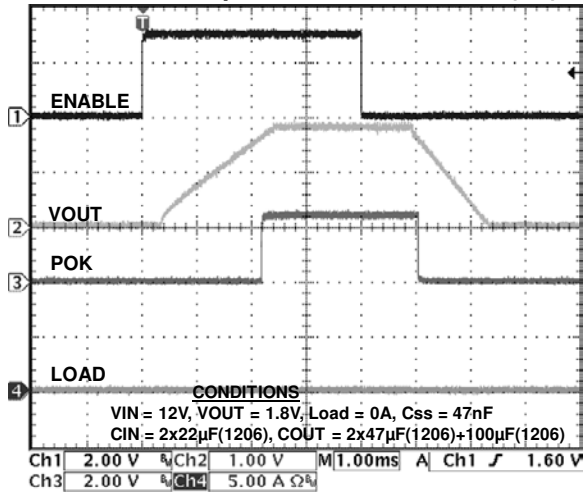 T
ENABLE
1
VOUT
2
POK
3
LOAD
4
CONDITIONS
VIN = 12V, VOUT = 1.8V, Load = 0A, Css = 47nF
CIN = 2x22µF(1206), COUT = 2x47µF(1206)+100µF(1206)
Ch1 2.00 V Ch2 1.00 V M 1.00ms A Ch1 1.60 V
Ch3 2.00 V Ch4 5.00 A Ω